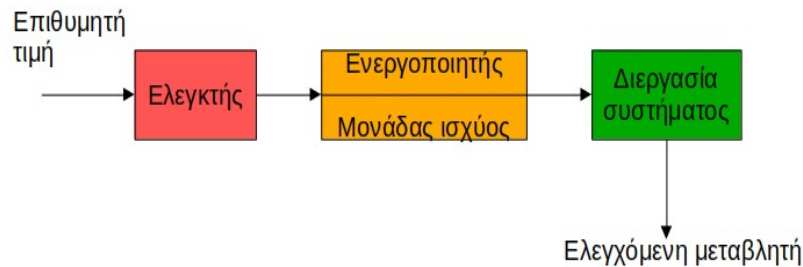 Επιθυμητή
τιμή
Ελεγκτής
Ενεργοποιητής
Μονάδας ισχύος
Διεργασία
συστήματος
Ελεγχόμενη μεταβλητή